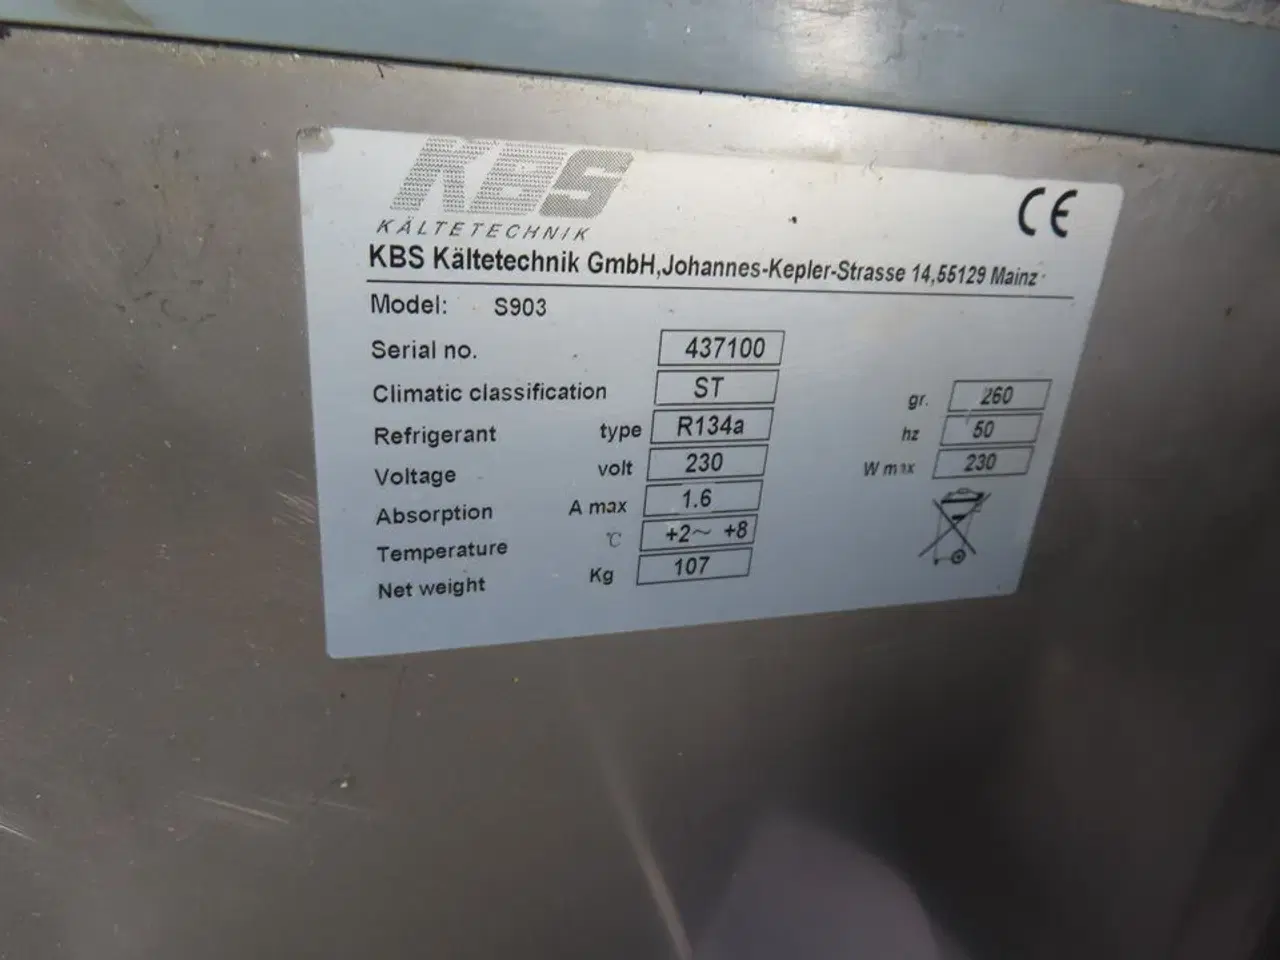 KBS
KÄLTETECHNIK
CE
KBS Kältetechnik GmbH,Johannes-Kepler-Strasse 14,55129 Mainz
Model: S903
Serial no. 437100
Climatic classification ST gr. 260
Refrigerant type R134a hz 50
Voltage volt 230 W max 230
Absorption A max 1.6
Temperature ℃ +2～ +8
Net weight Kg 107